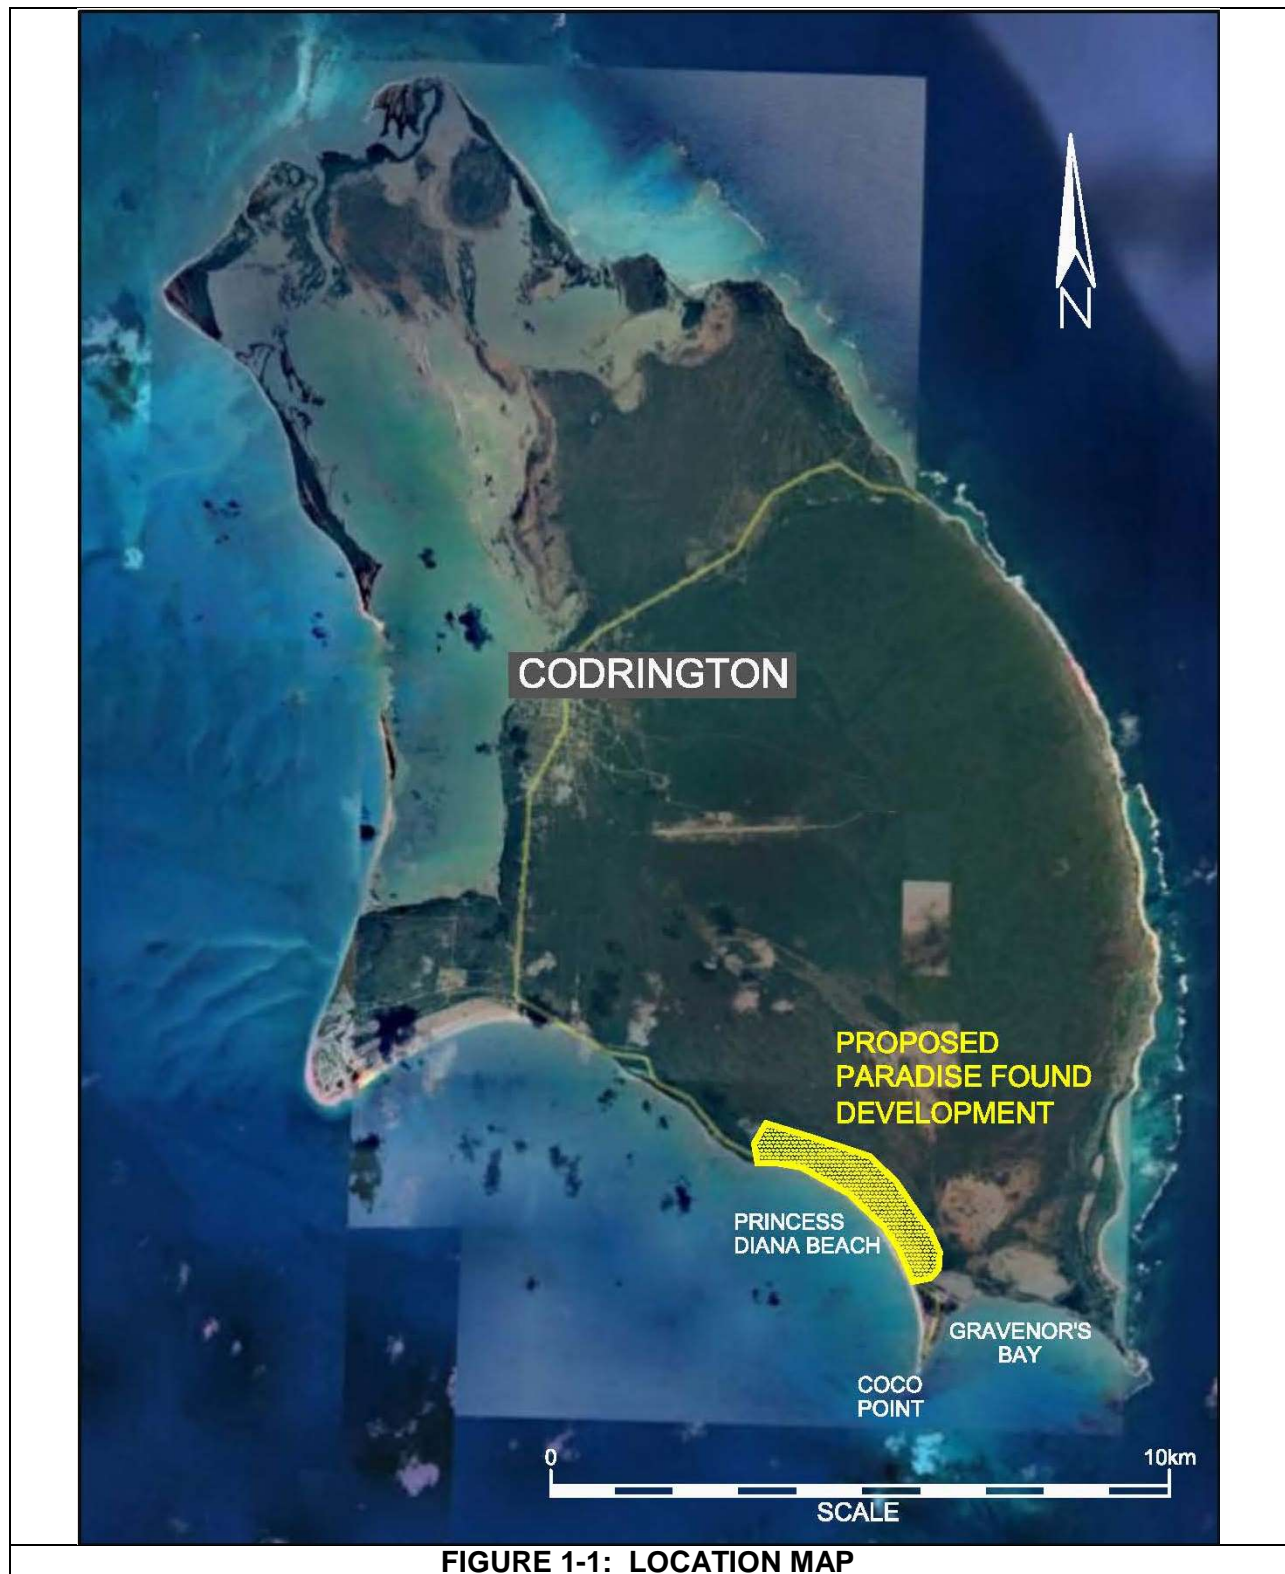 N
CODRINGTON
PROPOSED
PARADISE FOUND
DEVELOPMENT
PRINCESS
DIANA BEACH
GRAVENOR'S
BAY
COCO
POINT
0 10km
SCALE
FIGURE 1-1: LOCATION MAP